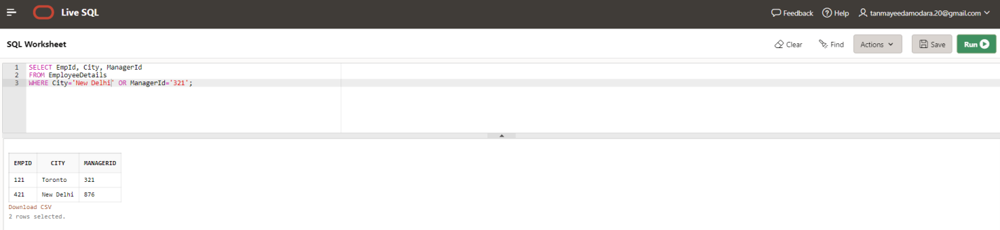 Live SQL
Feedback Help tanmayeedamodara.20@gmail.com
SQL Worksheet
Clear Find Actions Save Run
1 SELECT EmpId, City, ManagerId
2 FROM EmployeeDetails
3 WHERE City='New Delhi' OR ManagerId='321';
EMPID CITY MANAGERID
121 Toronto 321
421 New Delhi 876
Download CSV
2 rows selected.